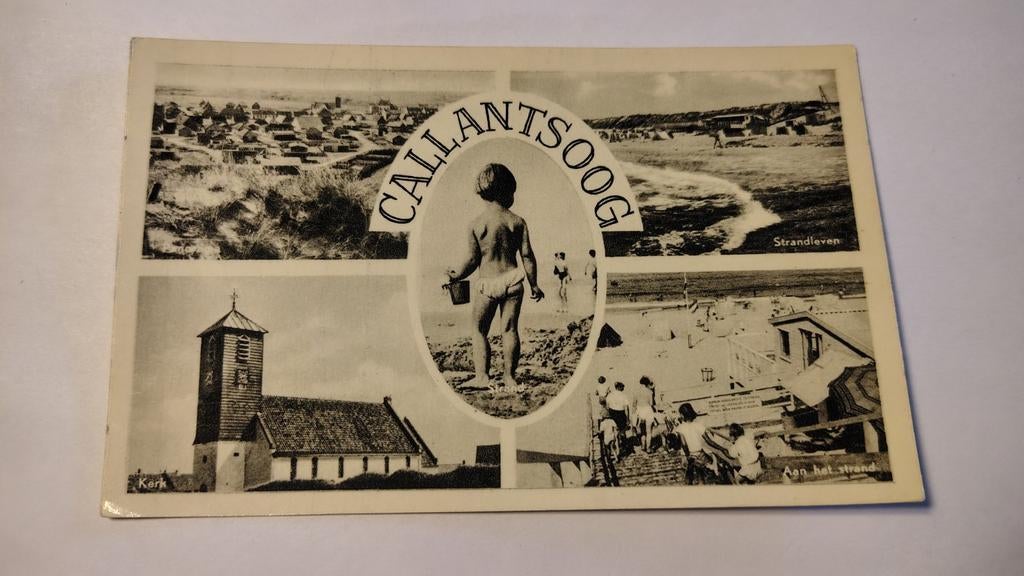 CALLANTSOOG
Strandleven
Strand
Kerk
Aan het strand